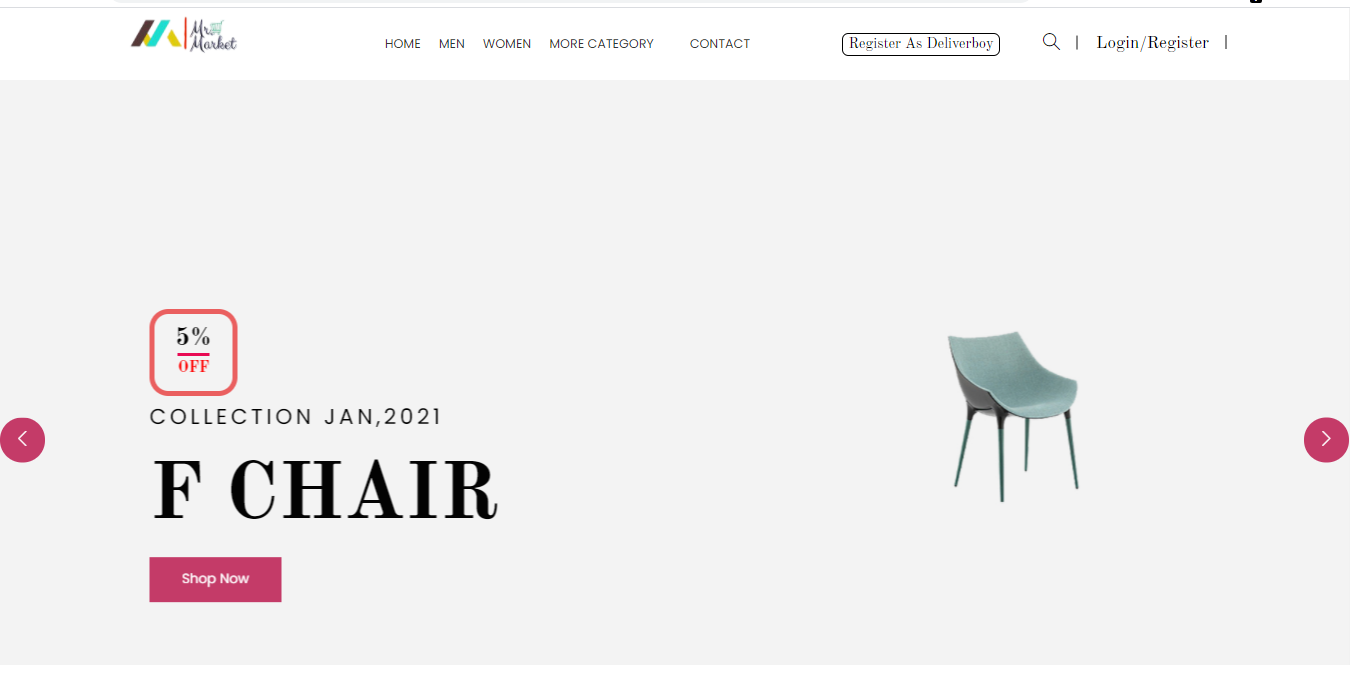 Mr.
Market
HOME MEN WOMEN MORE CATEGORY CONTACT Register As Deliverboy | Login/Register |
5%
OFF
COLLECTION JAN,2021
F CHAIR
Shop Now